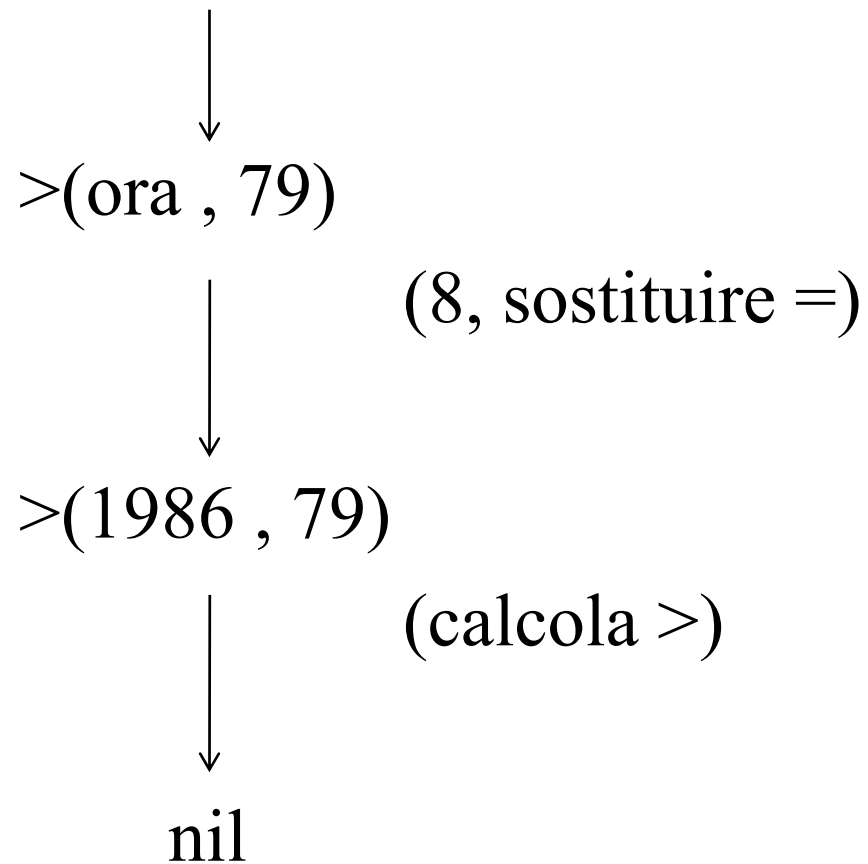 >(ora , 79)
(8, sostituire =)
>(1986 , 79)
(calcola >)
nil